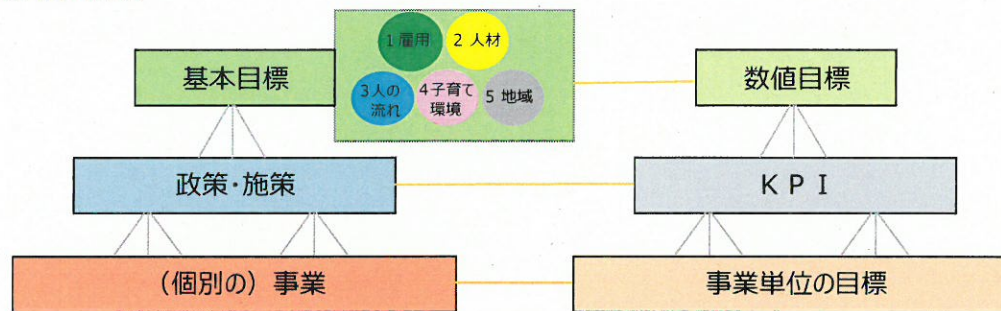 1雇用
2 人材
基本目標
数値目標
3人の
流れ
4子育て
環境
5 地域
政策・施策
ＫＰＩ
(個別の)事業
事業単位の目標